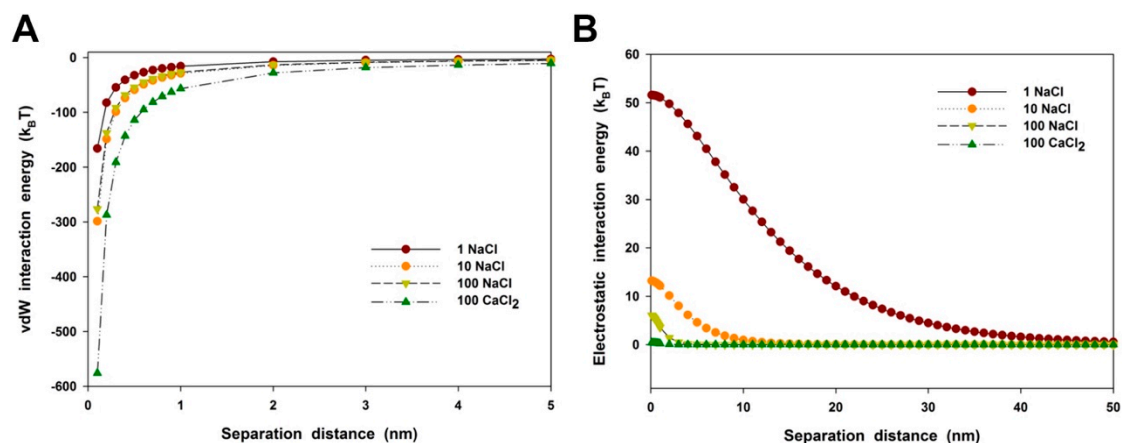 A
vdW interaction energy (kBT)
0
-100
-200
-300
-400
-500
-600
1 NaCl
10 NaCl
100 NaCl
100 CaCl2
0 1 2 3 4 5
Separation distance (nm)
B
Electrostatic interaction energy (kBT)
60
50
40
30
20
10
0
1 NaCl
10 NaCl
100 NaCl
100 CaCl2
0 10 20 30 40 50
Separation distance (nm)